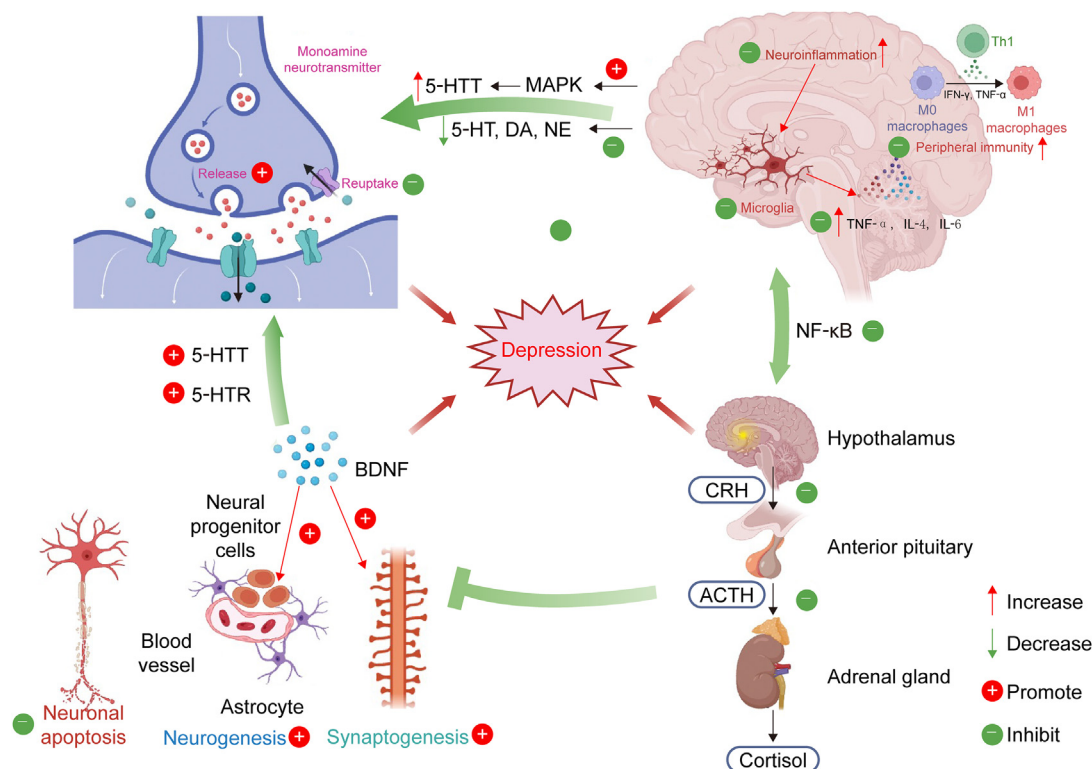 Monoamine
neurotransmitter
Release +
Reuptake −
↑ 5-HTT ← MAPK ← +
↓ 5-HT, DA, NE ← −
− Neuroinflammation ↑
Th1
IFN-γ, TNF-α
M0
macrophages
M1
macrophages
− Peripheral immunity ↑
− Microglia
− ↑ TNF-α, IL-4, IL-6
−
Depression
NF-κB −
+ 5-HTT
+ 5-HTR
BDNF
+ +
Neural
progenitor
cells
Blood
vessel
Astrocyte
Neurogenesis +
Synaptogenesis +
− Neuronal
apoptosis
Hypothalamus
CRH −
Anterior pituitary
ACTH −
Adrenal gland
Cortisol
↑ Increase
↓ Decrease
+ Promote
− Inhibit